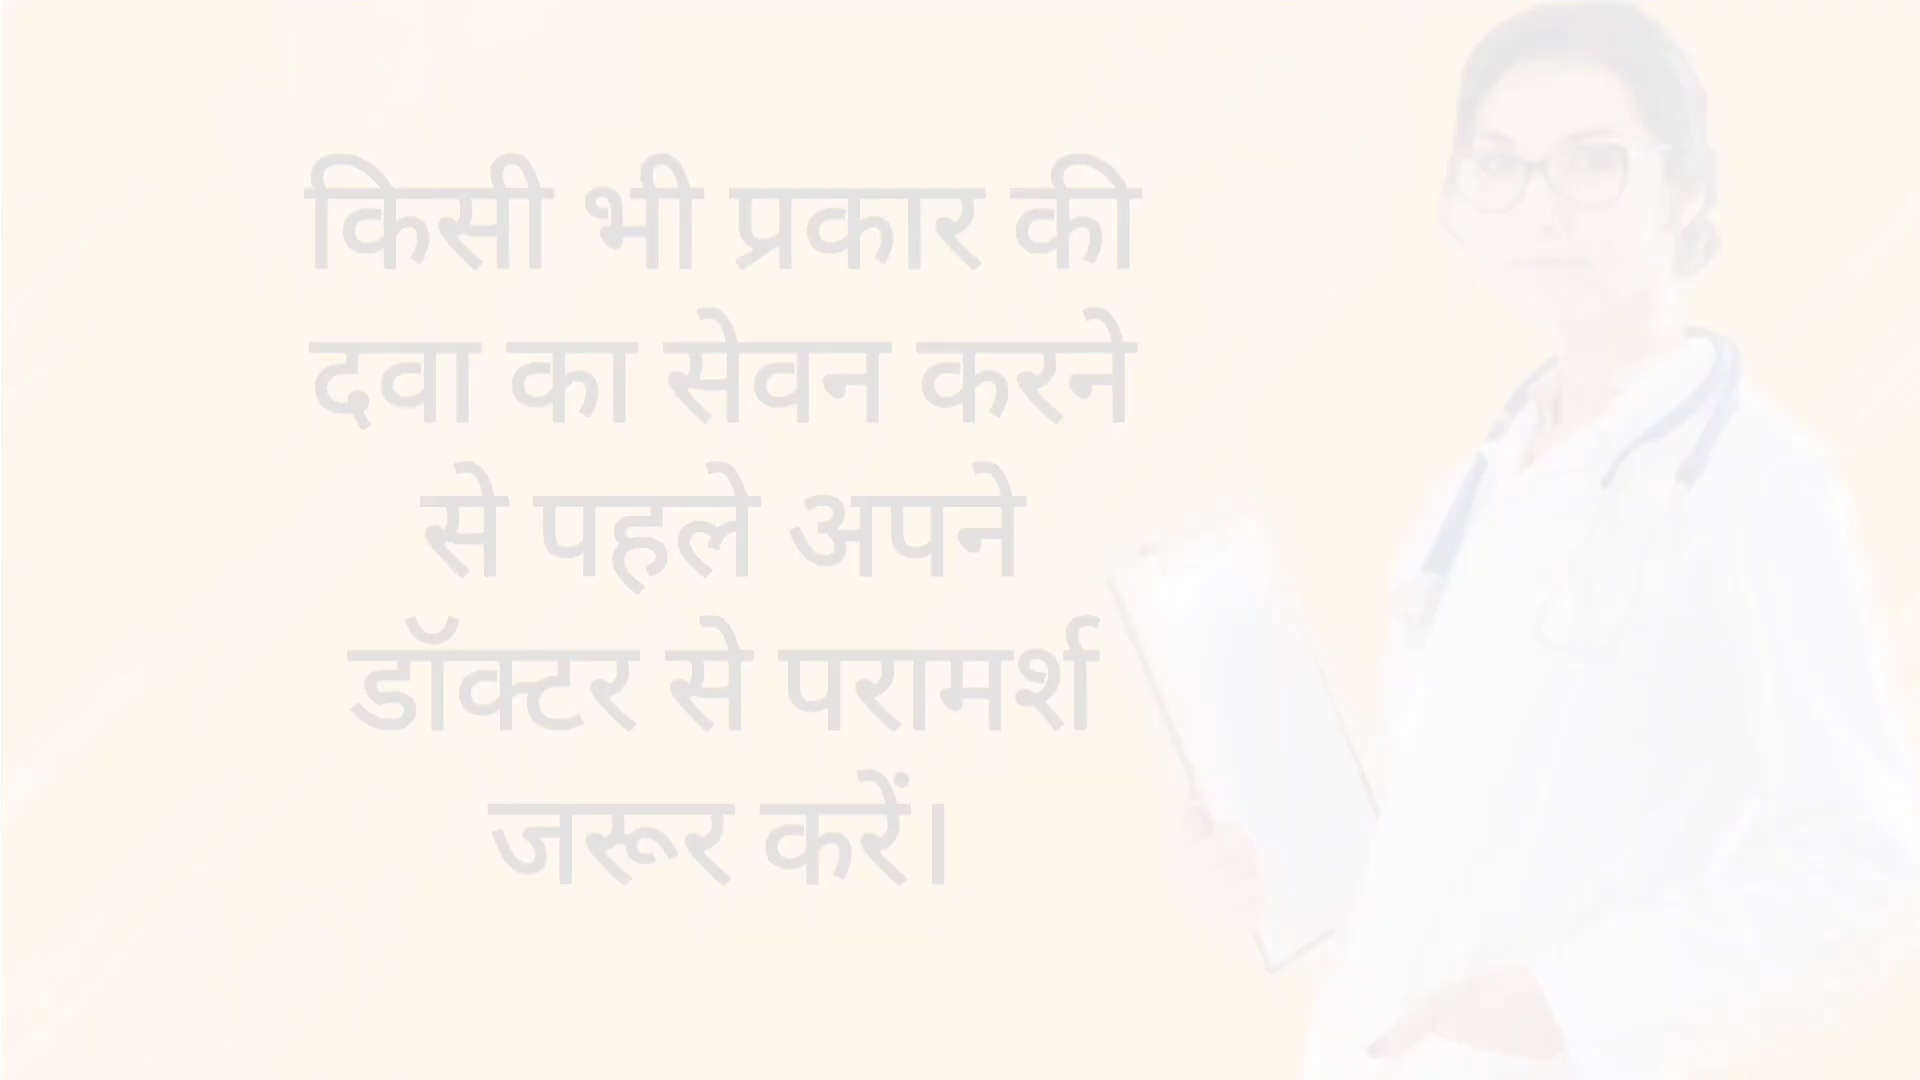 किसी भी प्रकार की
दवा का सेवन करने
से पहले अपने
डॉक्टर से परामर्श
जरूर करें।